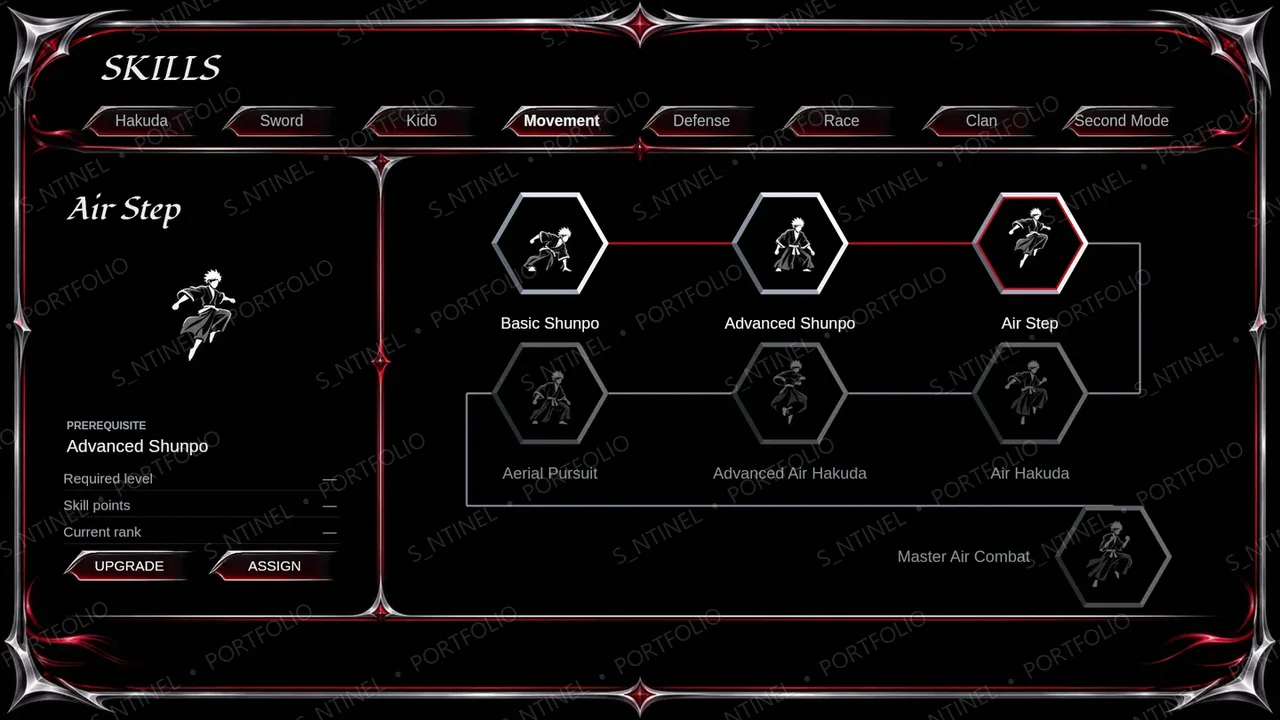 SKILLS
Hakuda
Sword
Kidō
Movement
Defense
Race
Clan
Second Mode
Air Step
PREREQUISITE
Advanced Shunpo
Required level —
Skill points —
Current rank —
UPGRADE
ASSIGN
Basic Shunpo
Advanced Shunpo
Air Step
Aerial Pursuit
Advanced Air Hakuda
Air Hakuda
Master Air Combat
S_NTINEL • PORTFOLIO